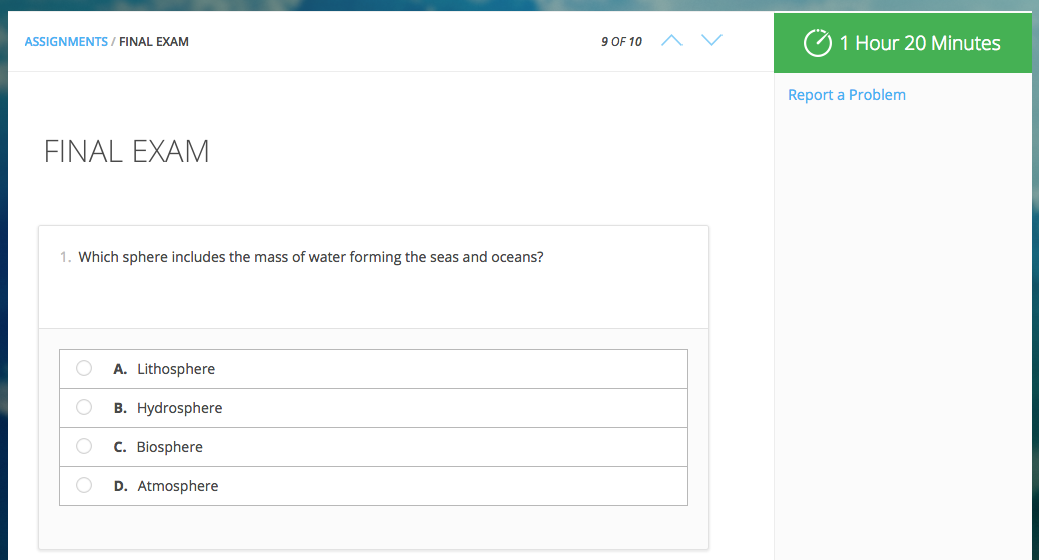 ASSIGNMENTS / FINAL EXAM
9 OF 10
1 Hour 20 Minutes
Report a Problem
FINAL EXAM
1. Which sphere includes the mass of water forming the seas and oceans?
A. Lithosphere
B. Hydrosphere
C. Biosphere
D. Atmosphere